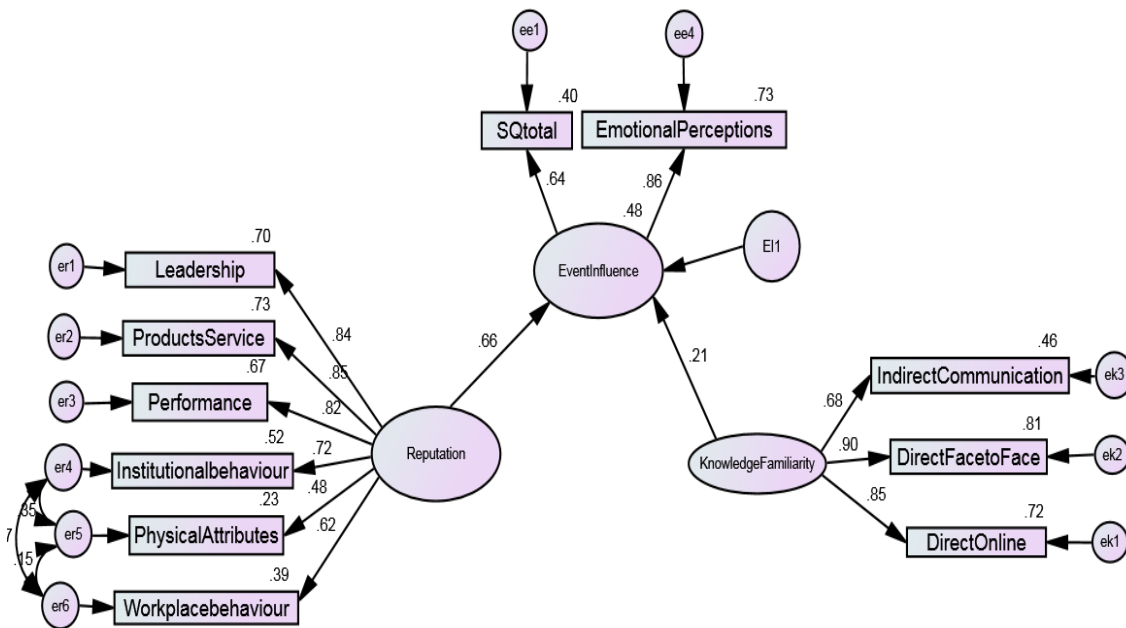 ee1
ee4
.40
.73
SQtotal
EmotionalPerceptions
.64
.86
.48
EventInfluence
EI1
.70
er1
Leadership
.73
er2
ProductsService
.84
.66
.21
.46
IndirectCommunication
ek3
.67
er3
Performance
.85
.82
.68
.52
er4
Institutionalbehaviour
.72
Reputation
.81
KnowledgeFamiliarity
.90
DirectFacetoFace
ek2
.48
.23
.35
er5
PhysicalAttributes
.62
.85
.72
DirectOnline
ek1
7
.15
.39
er6
Workplacebehaviour